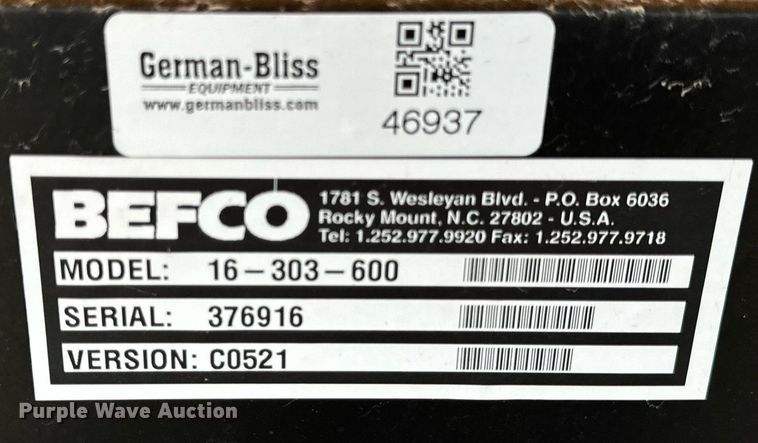 German-Bliss
EQUIPMENT
www.germanbliss.com
46937
BEFCO
1781 S. Wesleyan Blvd. - P.O. Box 6036
Rocky Mount, N.C. 27802 - U.S.A.
Tel: 1.252.977.9920 Fax: 1.252.977.9718
MODEL: 16-303-600
SERIAL: 376916
VERSION: C0521
Purple Wave Auction